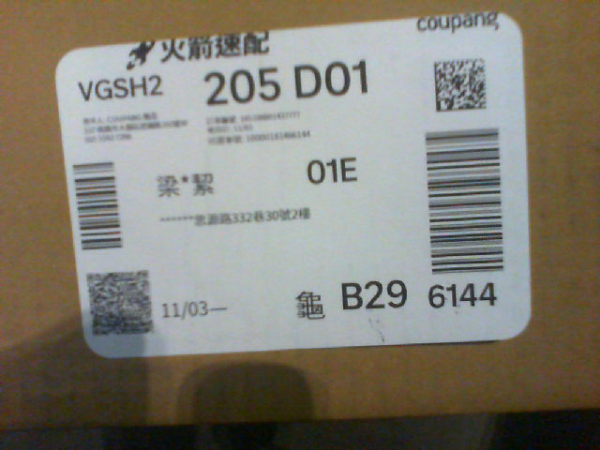 coupang
火箭速配
VGSH2
205 D01
梁*絜
01E
******思源路332巷30號2樓
11/03—
龜
B29
6144